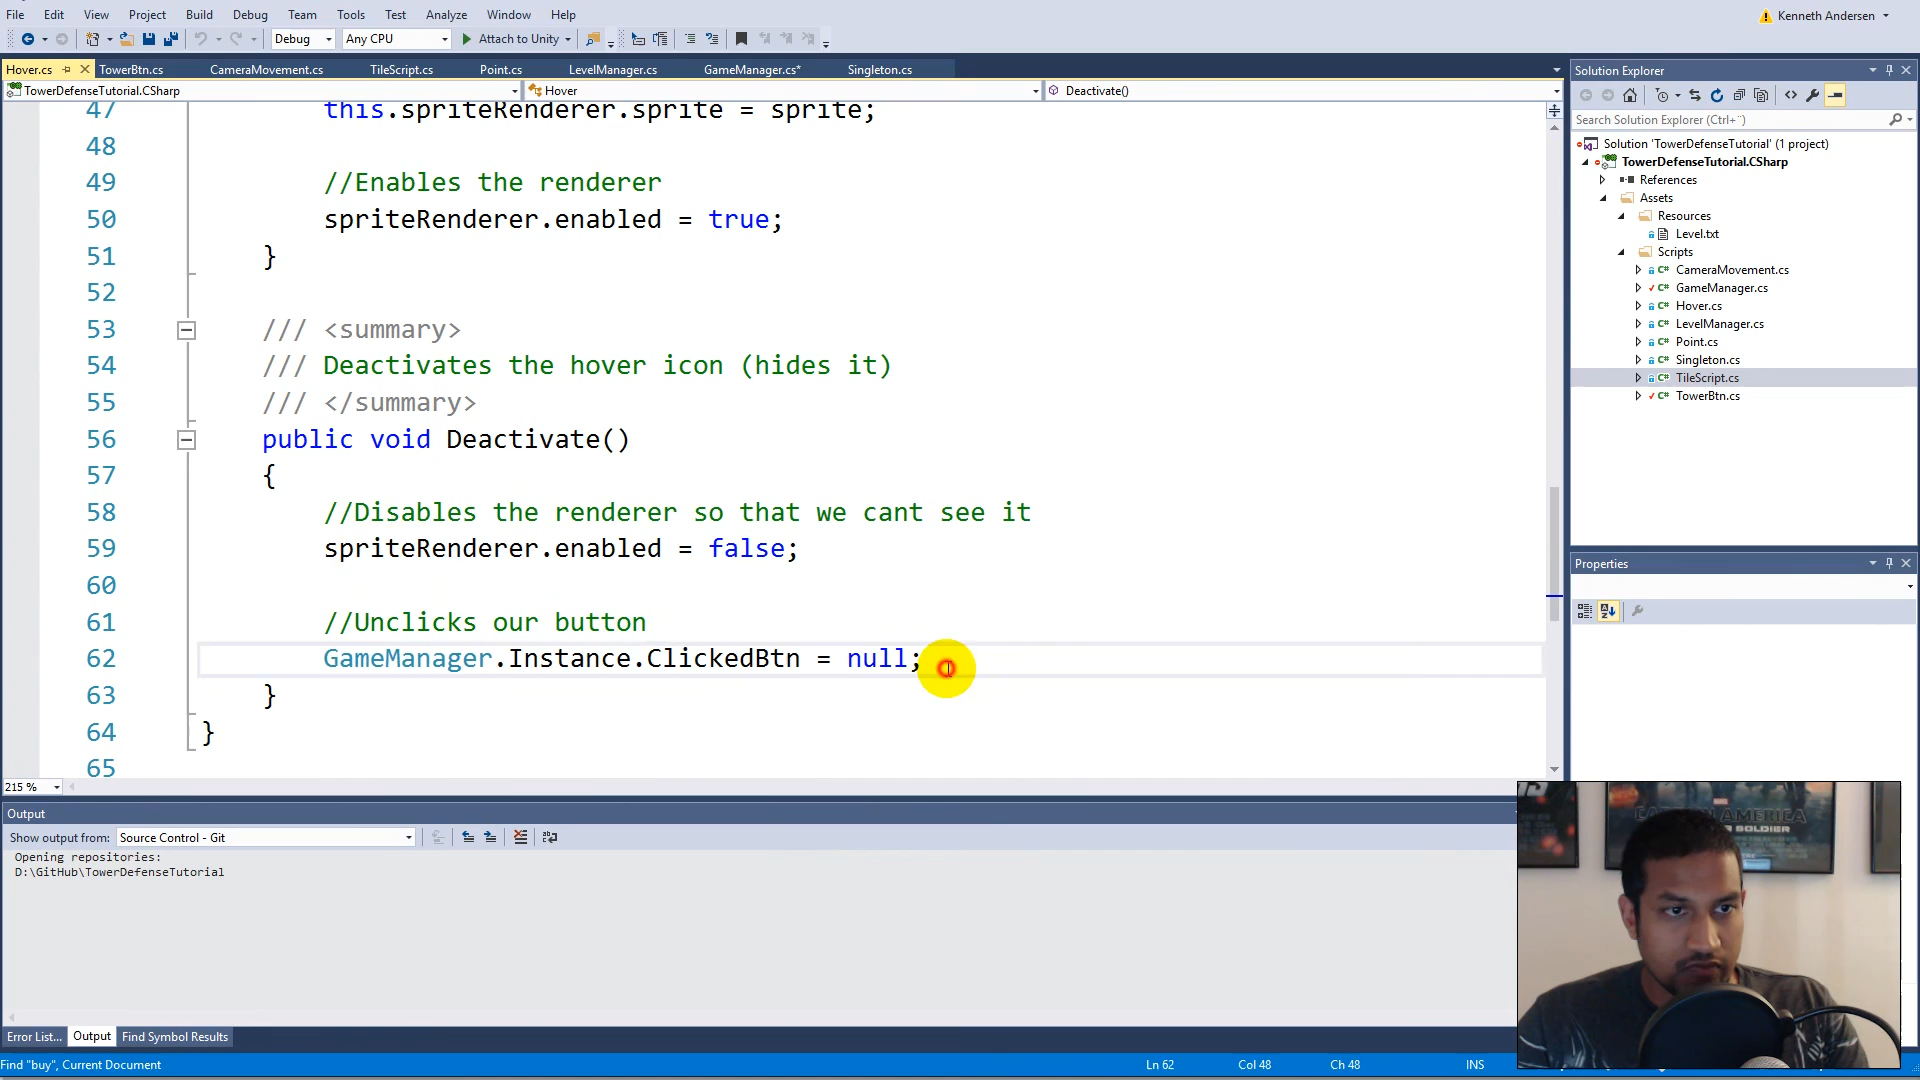 File Edit View Project Build Debug Team Tools Test Analyze Window Help Kenneth Andersen
Debug Any CPU Attach to Unity
Hover.cs TowerBtn.cs CameraMovement.cs TileScript.cs Point.cs LevelManager.cs GameManager.cs* Singleton.cs
TowerDefenseTutorial.CSharp Hover Deactivate()
47 this.spriteRenderer.sprite = sprite;
48
49 //Enables the renderer
50 spriteRenderer.enabled = true;
51 }
52
53 /// <summary>
54 /// Deactivates the hover icon (hides it)
55 /// </summary>
56 public void Deactivate()
57 {
58 //Disables the renderer so that we cant see it
59 spriteRenderer.enabled = false;
60
61 //Unclicks our button
62 GameManager.Instance.ClickedBtn = null;
63 }
64 }
65
215 %
Output
Show output from: Source Control - Git
Opening repositories:
D:\GitHub\TowerDefenseTutorial
Error List... Output Find Symbol Results
Find "buy", Current Document Ln 62 Col 48 Ch 48 INS
Solution Explorer
Search Solution Explorer (Ctrl+¨)
Solution 'TowerDefenseTutorial' (1 project)
TowerDefenseTutorial.CSharp
References
Assets
Resources
Level.txt
Scripts
CameraMovement.cs
GameManager.cs
Hover.cs
LevelManager.cs
Point.cs
Singleton.cs
TileScript.cs
TowerBtn.cs
Properties
MARVEL
AMERICA
SOLDIER